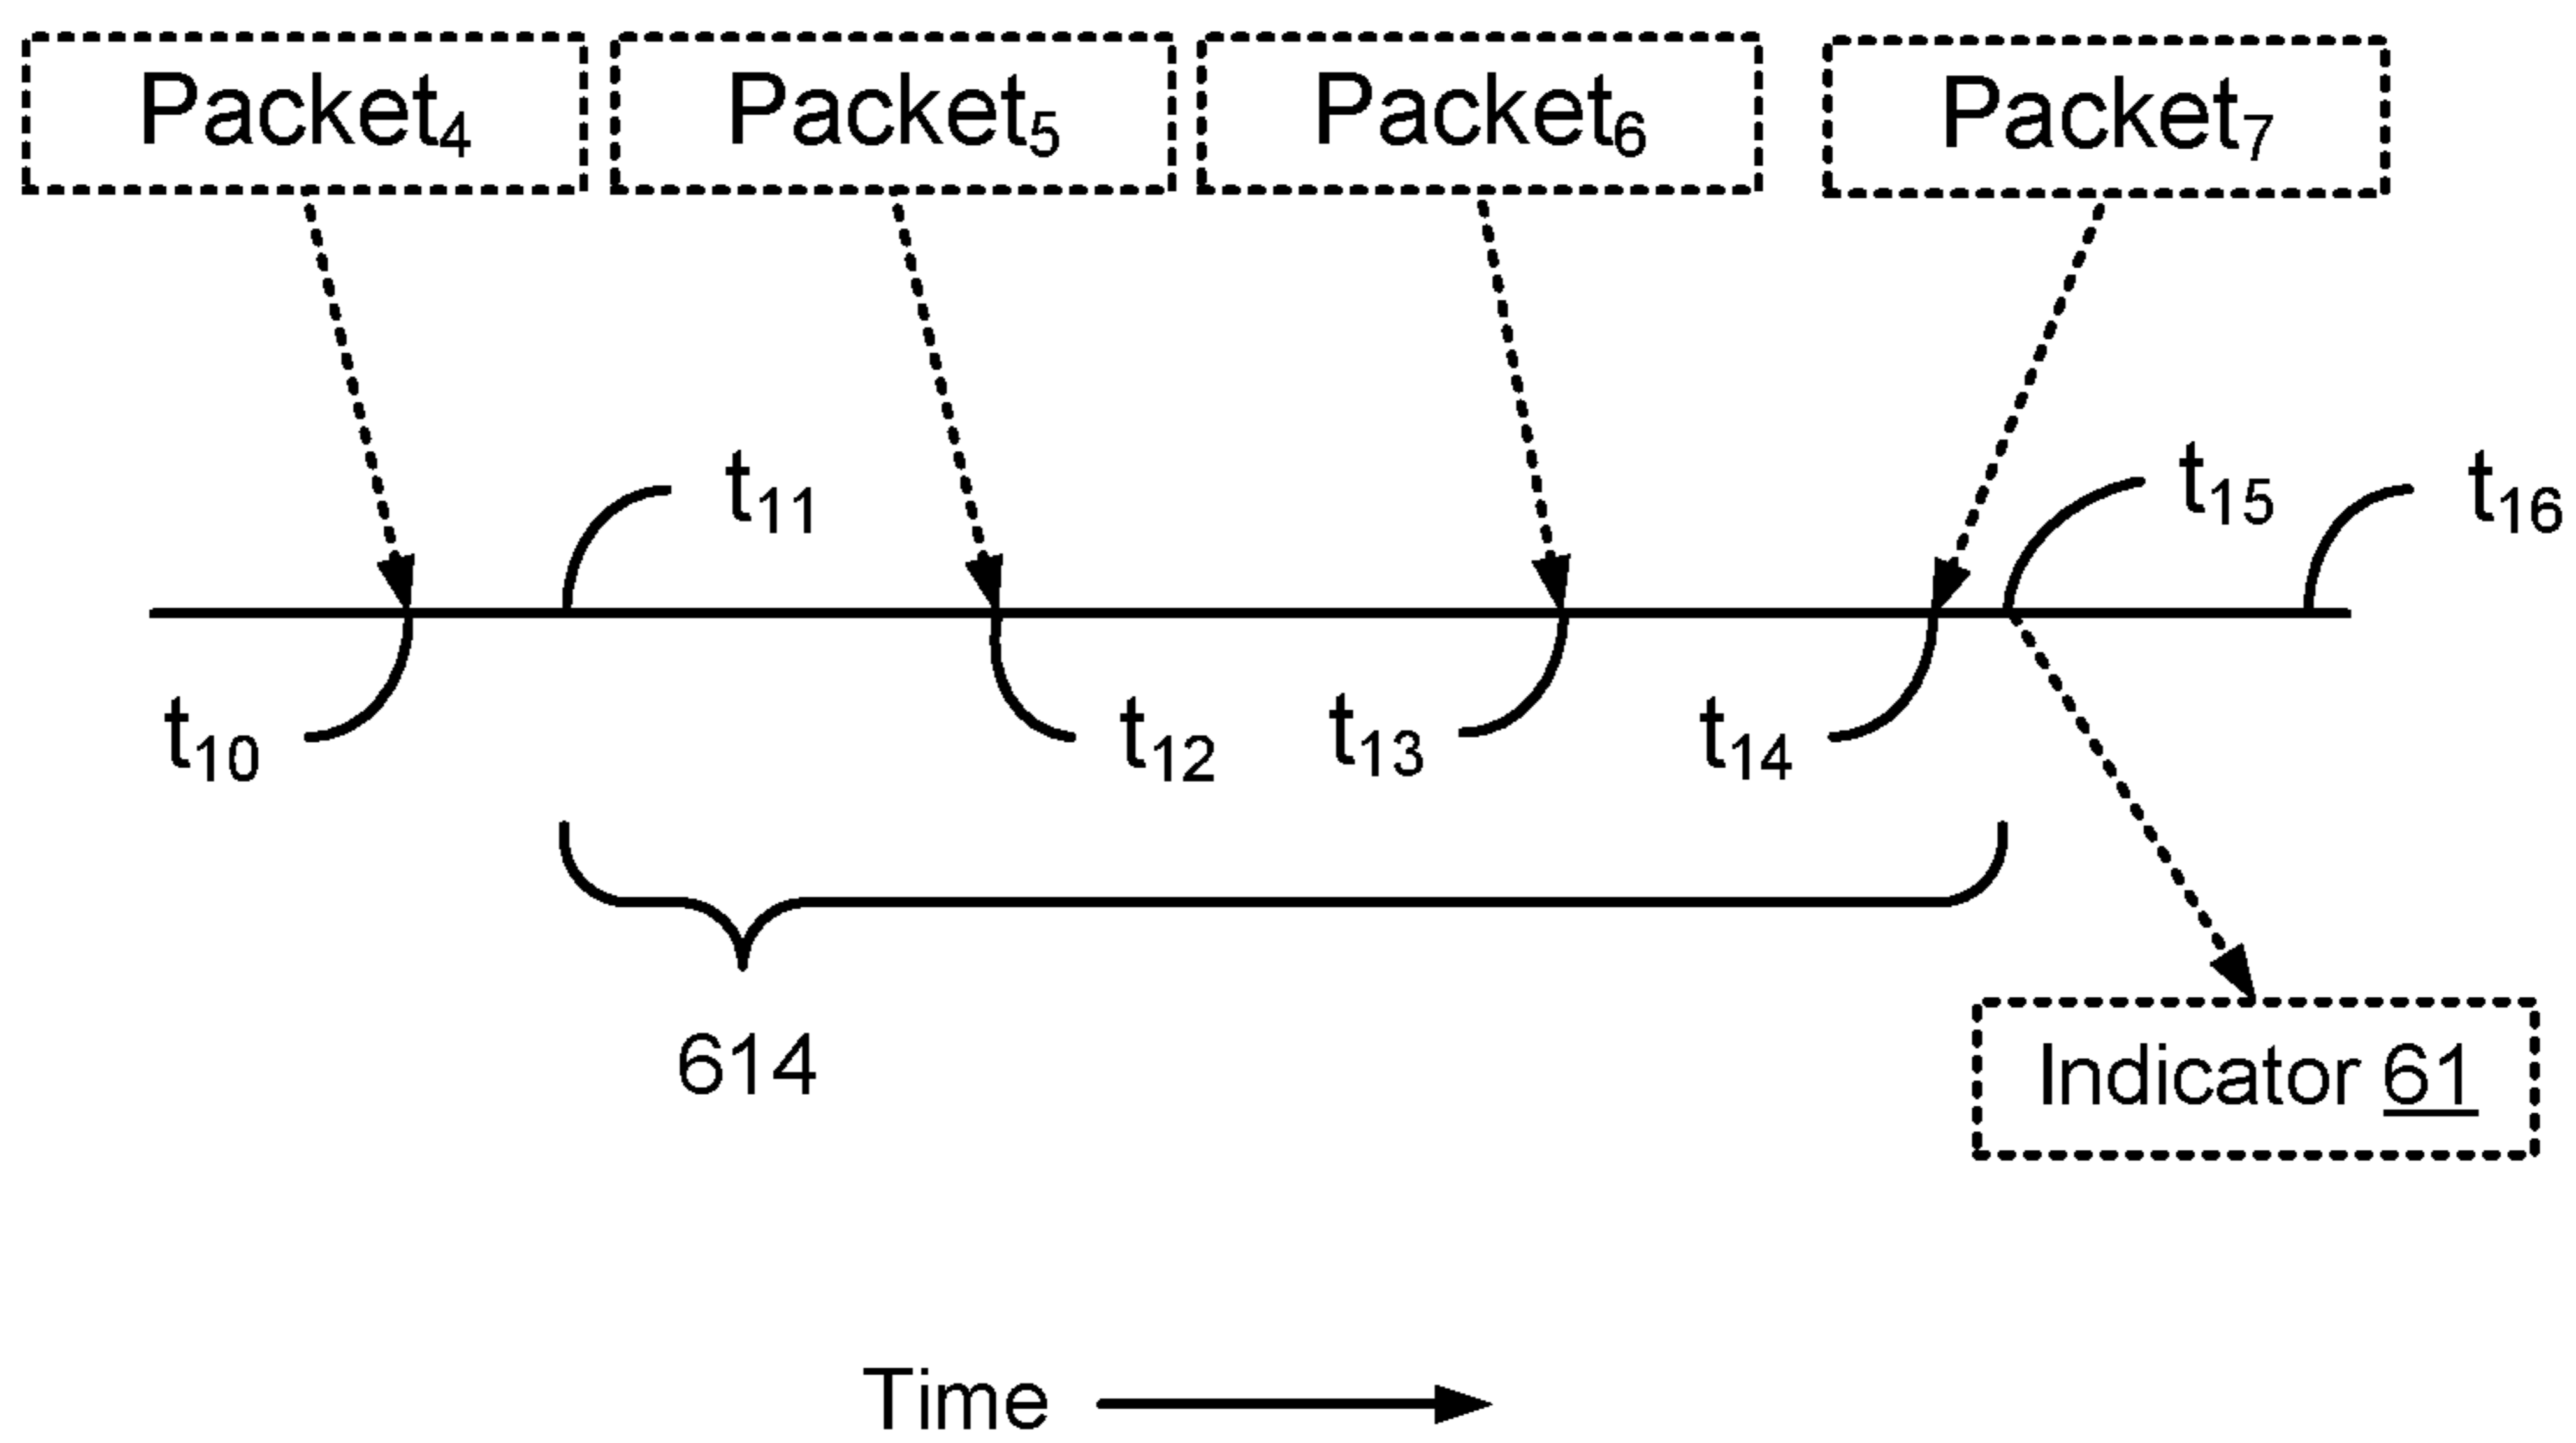 Packet4 Packet5 Packet6 Packet7
t11 t15 t16
t10 t12 t13 t14
614
Indicator 61
Time